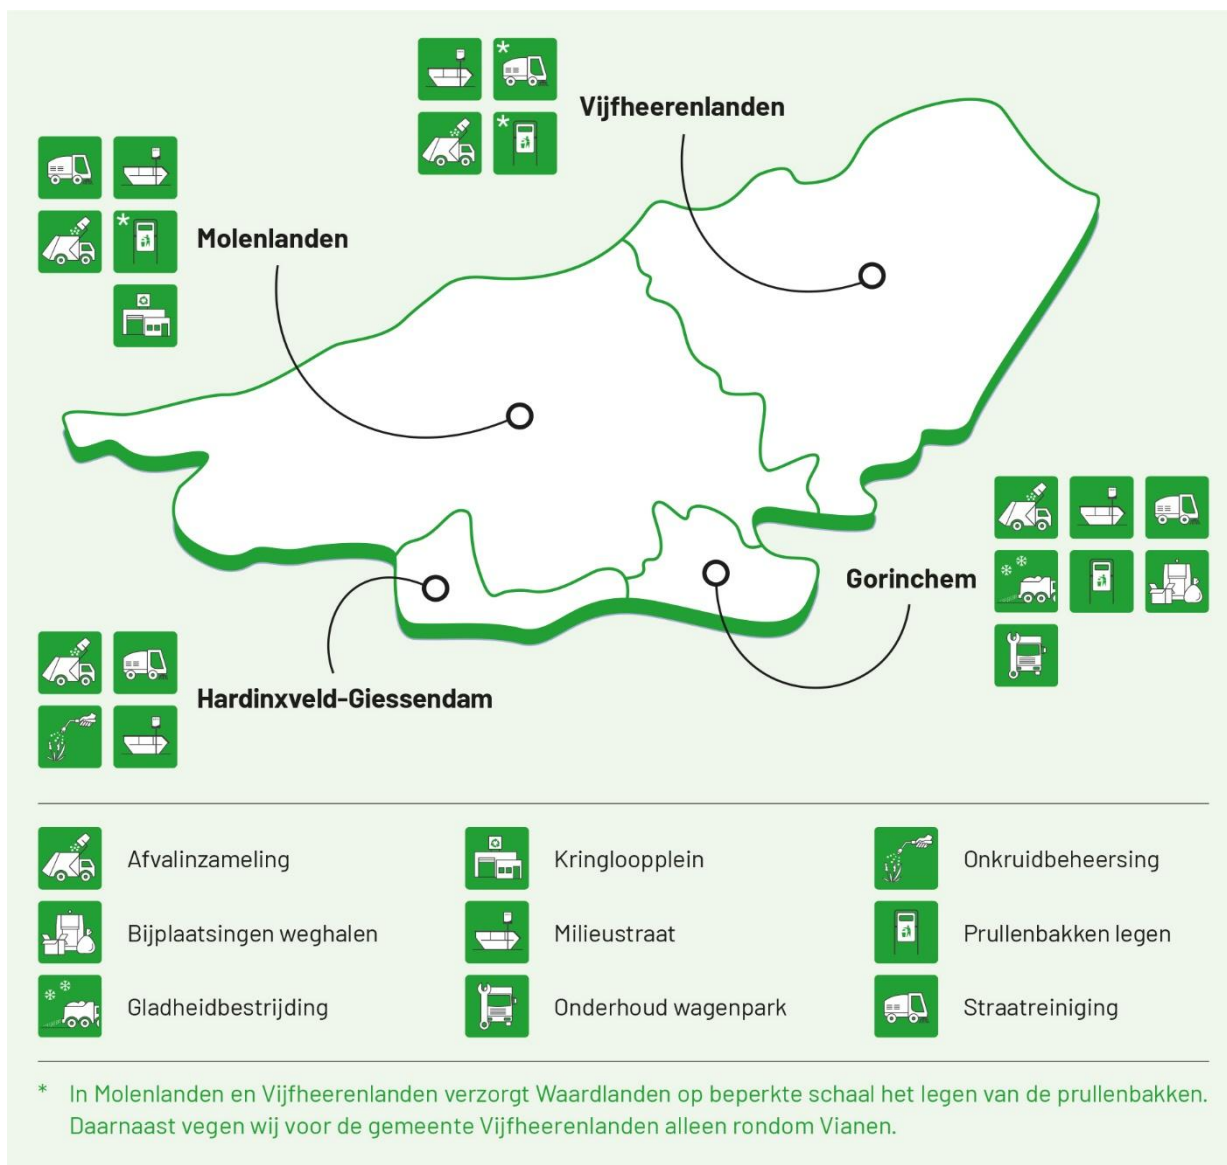 *
Vijfheerenlanden
*
Molenlanden
*
Gorinchem
Hardinxveld-Giessendam
Afvalinzameling
Kringloopplein
Onkruidbeheersing
Bijplaatsingen weghalen
Milieustraat
Prullenbakken legen
Gladheidbestrijding
Onderhoud wagenpark
Straatreiniging
* In Molenlanden en Vijfheerenlanden verzorgt Waardlanden op beperkte schaal het legen van de prullenbakken.
Daarnaast vegen wij voor de gemeente Vijfheerenlanden alleen rondom Vianen.